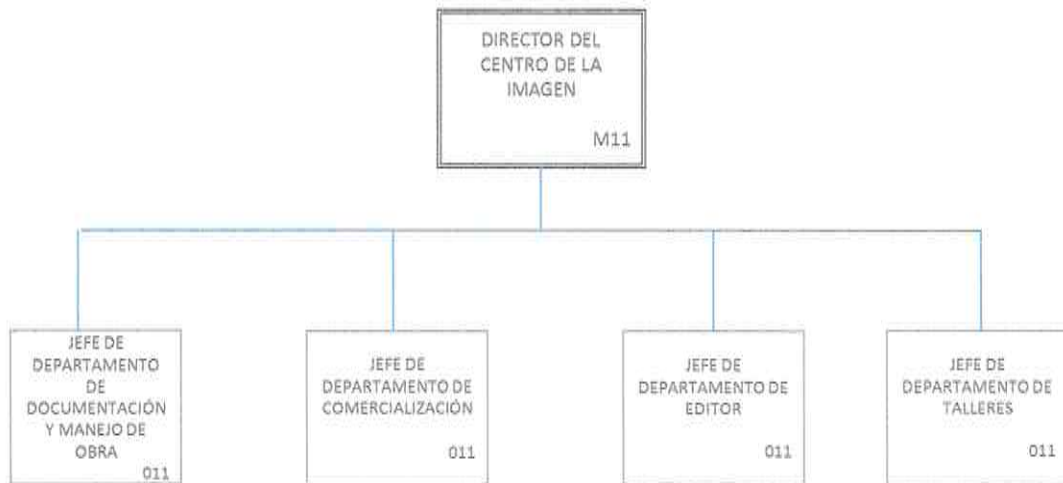 DIRECTOR DEL
CENTRO DE LA
IMAGEN
M11
JEFE DE
DEPARTAMENTO
DE
DOCUMENTACIÓN
Y MANEJO DE
OBRA
011
JEFE DE
DEPARTAMENTO DE
COMERCIALIZACIÓN
011
JEFE DE
DEPARTAMENTO DE
EDITOR
011
JEFE DE
DEPARTAMENTO DE
TALLERES
011